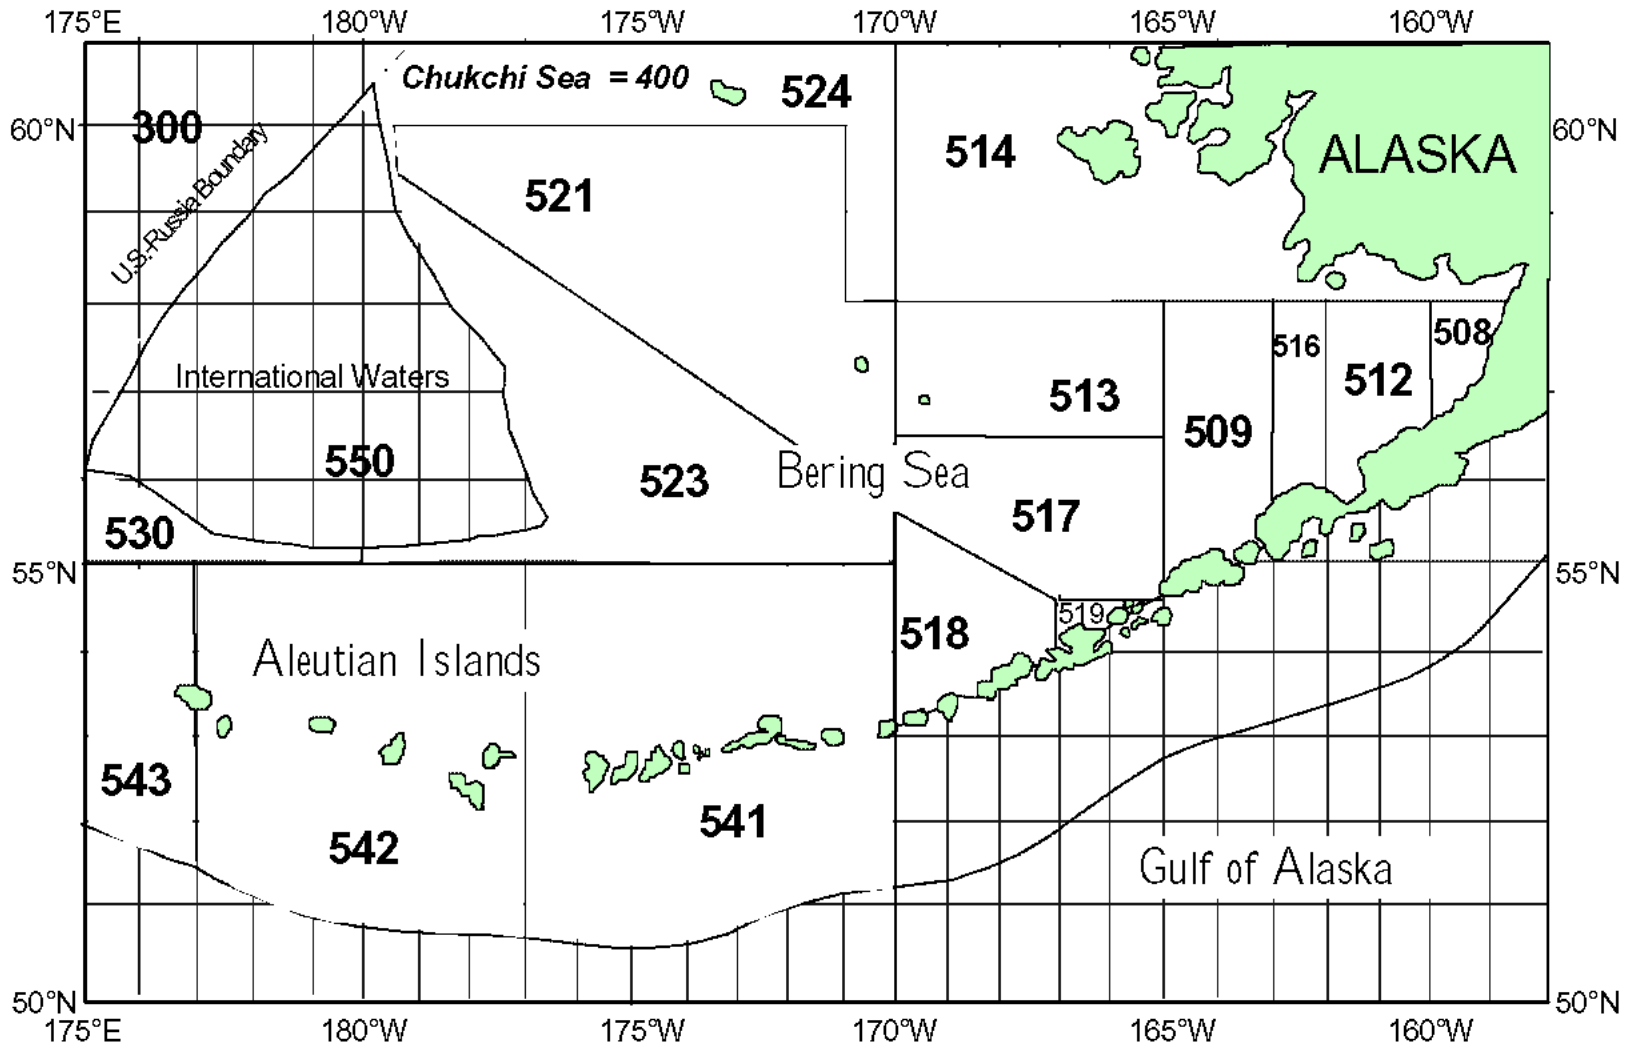 175°E 180°W 175°W 170°W 165°W 160°W
Chukchi Sea = 400
524
60°N
300
60°N
514
ALASKA
U.S.-Russia Boundary
521
508
516
International Waters
512
513
509
550
Bering Sea
523
517
530
55°N
55°N
519
518
Aleutian Islands
543
541
542
Gulf of Alaska
50°N
50°N
175°E 180°W 175°W 170°W 165°W 160°W